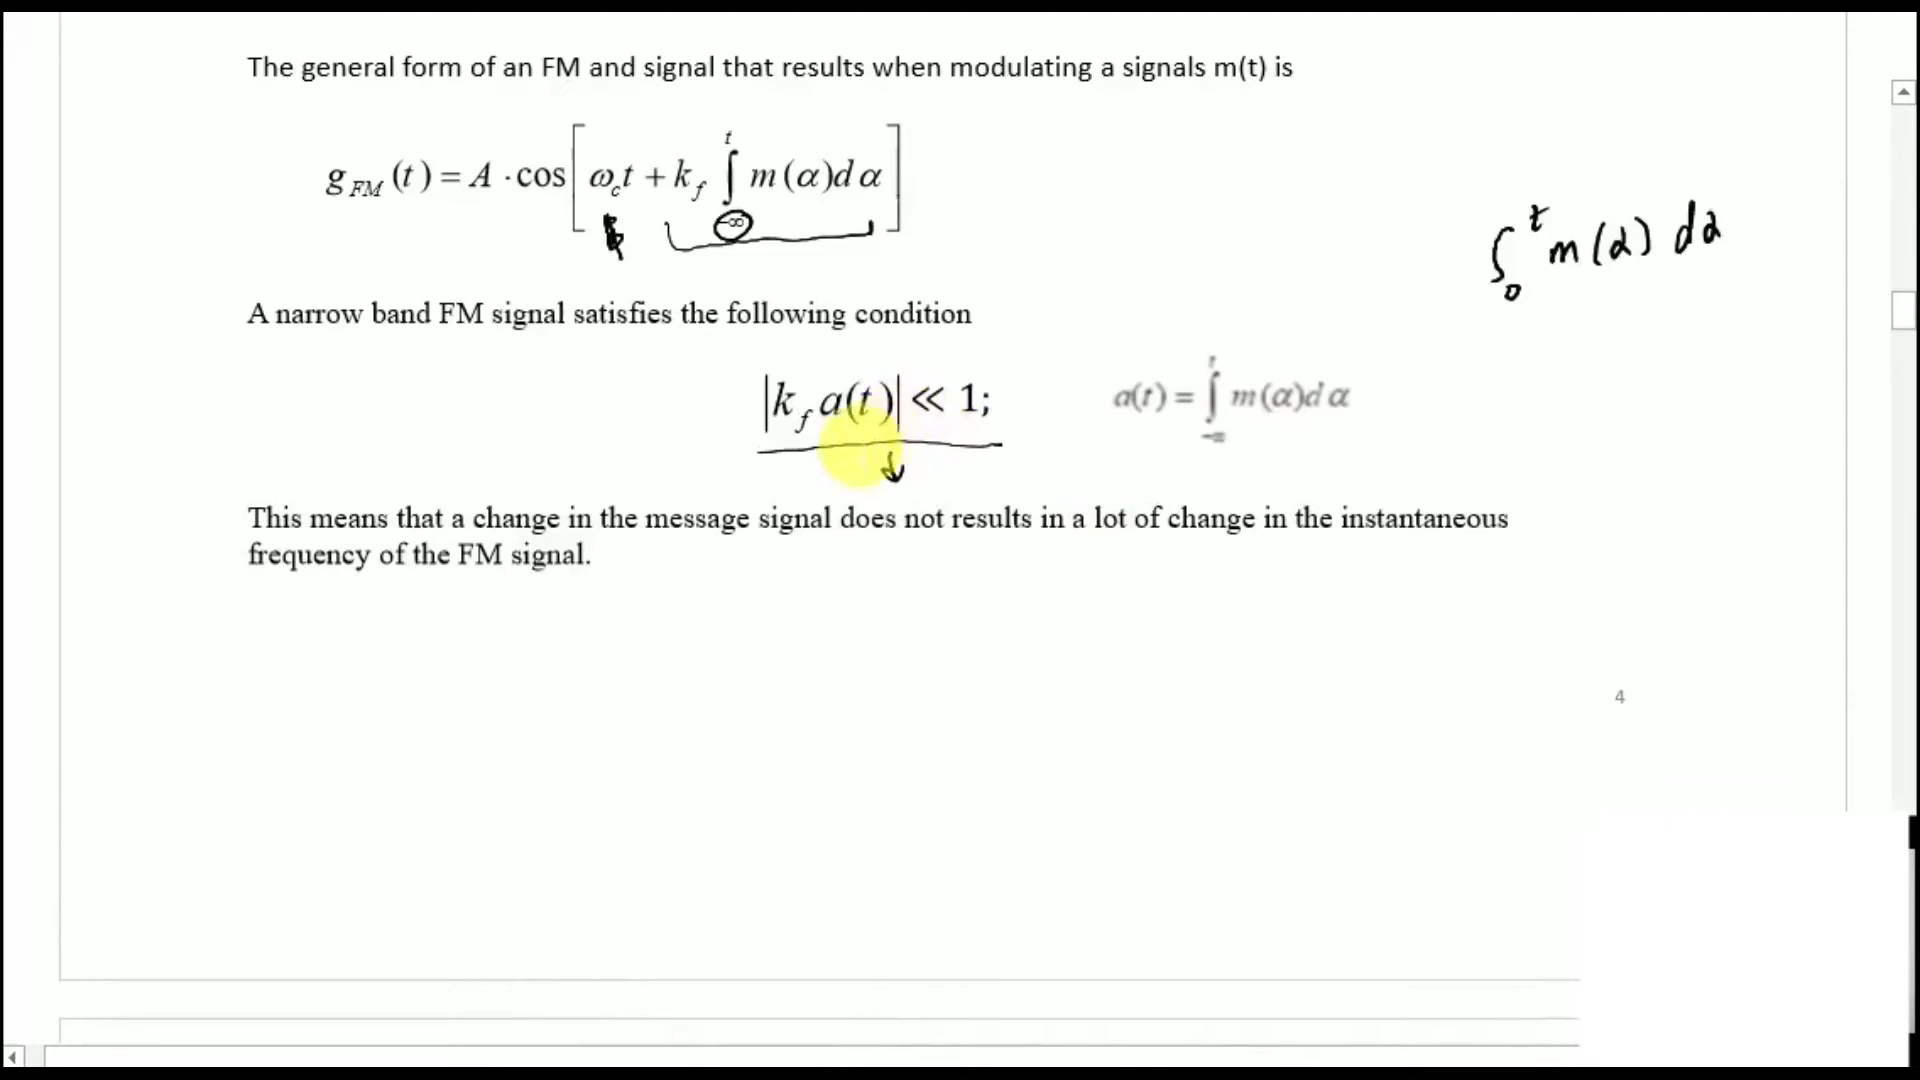 The general form of an FM and signal that results when modulating a signals m(t) is
g_FM (t) = A · cos[ω_c t + k_f ∫_{-∞}^{t} m(α)dα]
∫_0^t m(α) dα
A narrow band FM signal satisfies the following condition
|k_f a(t)| ≪ 1;
a(t) = ∫_{-∞}^{t} m(α)dα
This means that a change in the message signal does not results in a lot of change in the instantaneous
frequency of the FM signal.
4